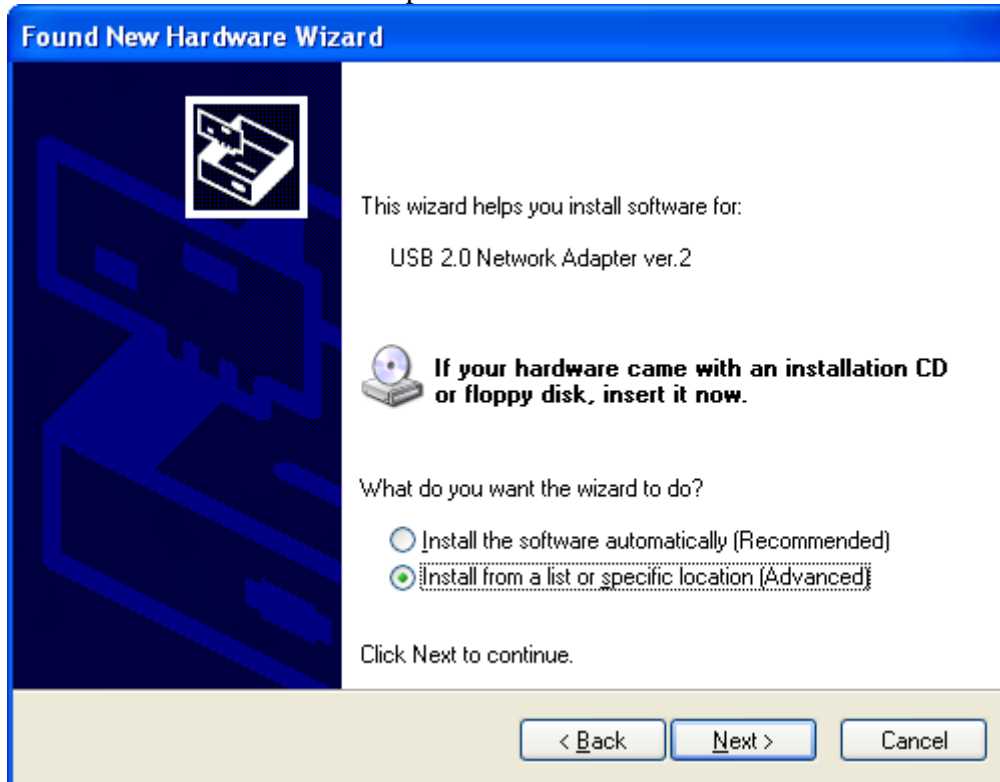 Found New Hardware Wizard
This wizard helps you install software for:
USB 2.0 Network Adapter ver.2
If your hardware came with an installation CD
or floppy disk, insert it now.
What do you want the wizard to do?
Install the software automatically (Recommended)
Install from a list or specific location (Advanced)
Click Next to continue.
< Back Next > Cancel